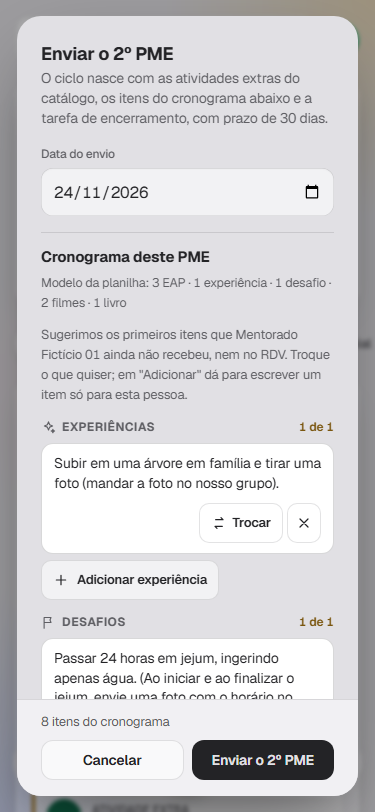 Enviar o 2º PME
O ciclo nasce com as atividades extras do
catálogo, os itens do cronograma abaixo e a
tarefa de encerramento, com prazo de 30 dias.
Data do envio
24/11/2026
Cronograma deste PME
Modelo da planilha: 3 EAP · 1 experiência · 1 desafio ·
2 filmes · 1 livro
Sugerimos os primeiros itens que Mentorado
Fictício 01 ainda não recebeu, nem no RDV. Troque
o que quiser; em "Adicionar" dá para escrever um
item só para esta pessoa.
EXPERIÊNCIAS 1 de 1
Subir em uma árvore em família e tirar uma
foto (mandar a foto no nosso grupo).
Trocar
Adicionar experiência
DESAFIOS 1 de 1
Passar 24 horas em jejum, ingerindo
apenas água. (Ao iniciar e ao finalizar o
jejum, envie uma foto com o horário no
8 itens do cronograma
Cancelar Enviar o 2º PME
ATIVIDADE EXTRA